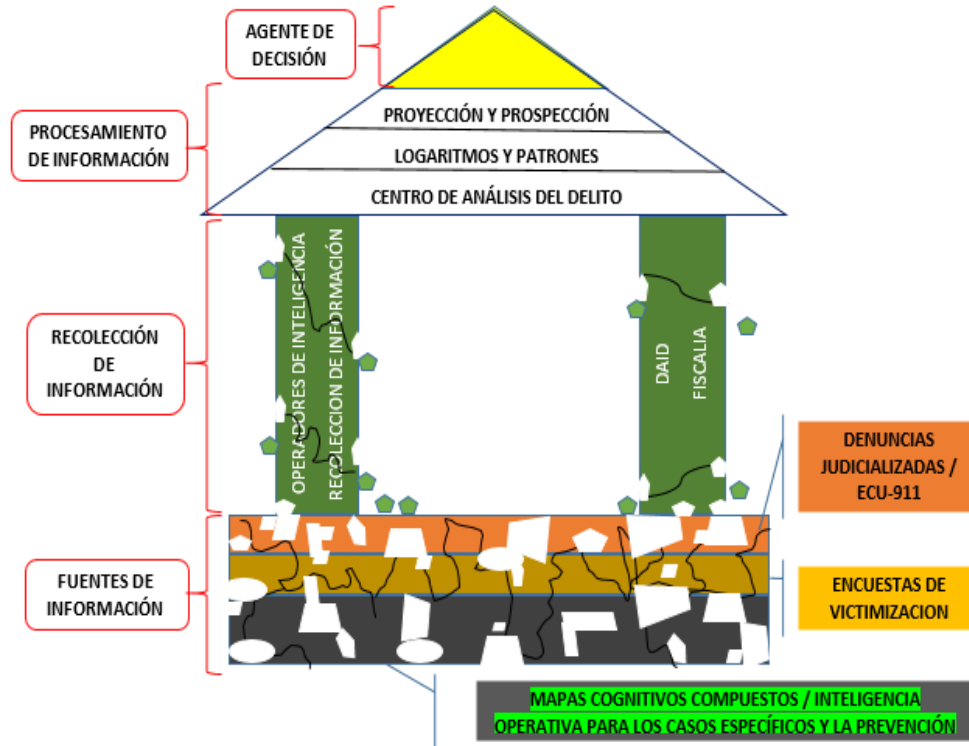 AGENTE DE
DECISIÓN
PROYECCIÓN Y PROSPECCIÓN
PROCESAMIENTO
DE INFORMACIÓN
LOGARITMOS Y PATRONES
CENTRO DE ANÁLISIS DEL DELITO
RECOLECCIÓN
DE
INFORMACIÓN
OPERADORES DE INTELIGENCIA
RECOLECCION DE INFORMACIÓN
DAID
FISCALIA
DENUNCIAS
JUDICIALIZADAS /
ECU-911
FUENTES DE
INFORMACIÓN
ENCUESTAS DE
VICTIMIZACION
MAPAS COGNITIVOS COMPUESTOS / INTELIGENCIA
OPERATIVA PARA LOS CASOS ESPECÍFICOS Y LA PREVENCIÓN